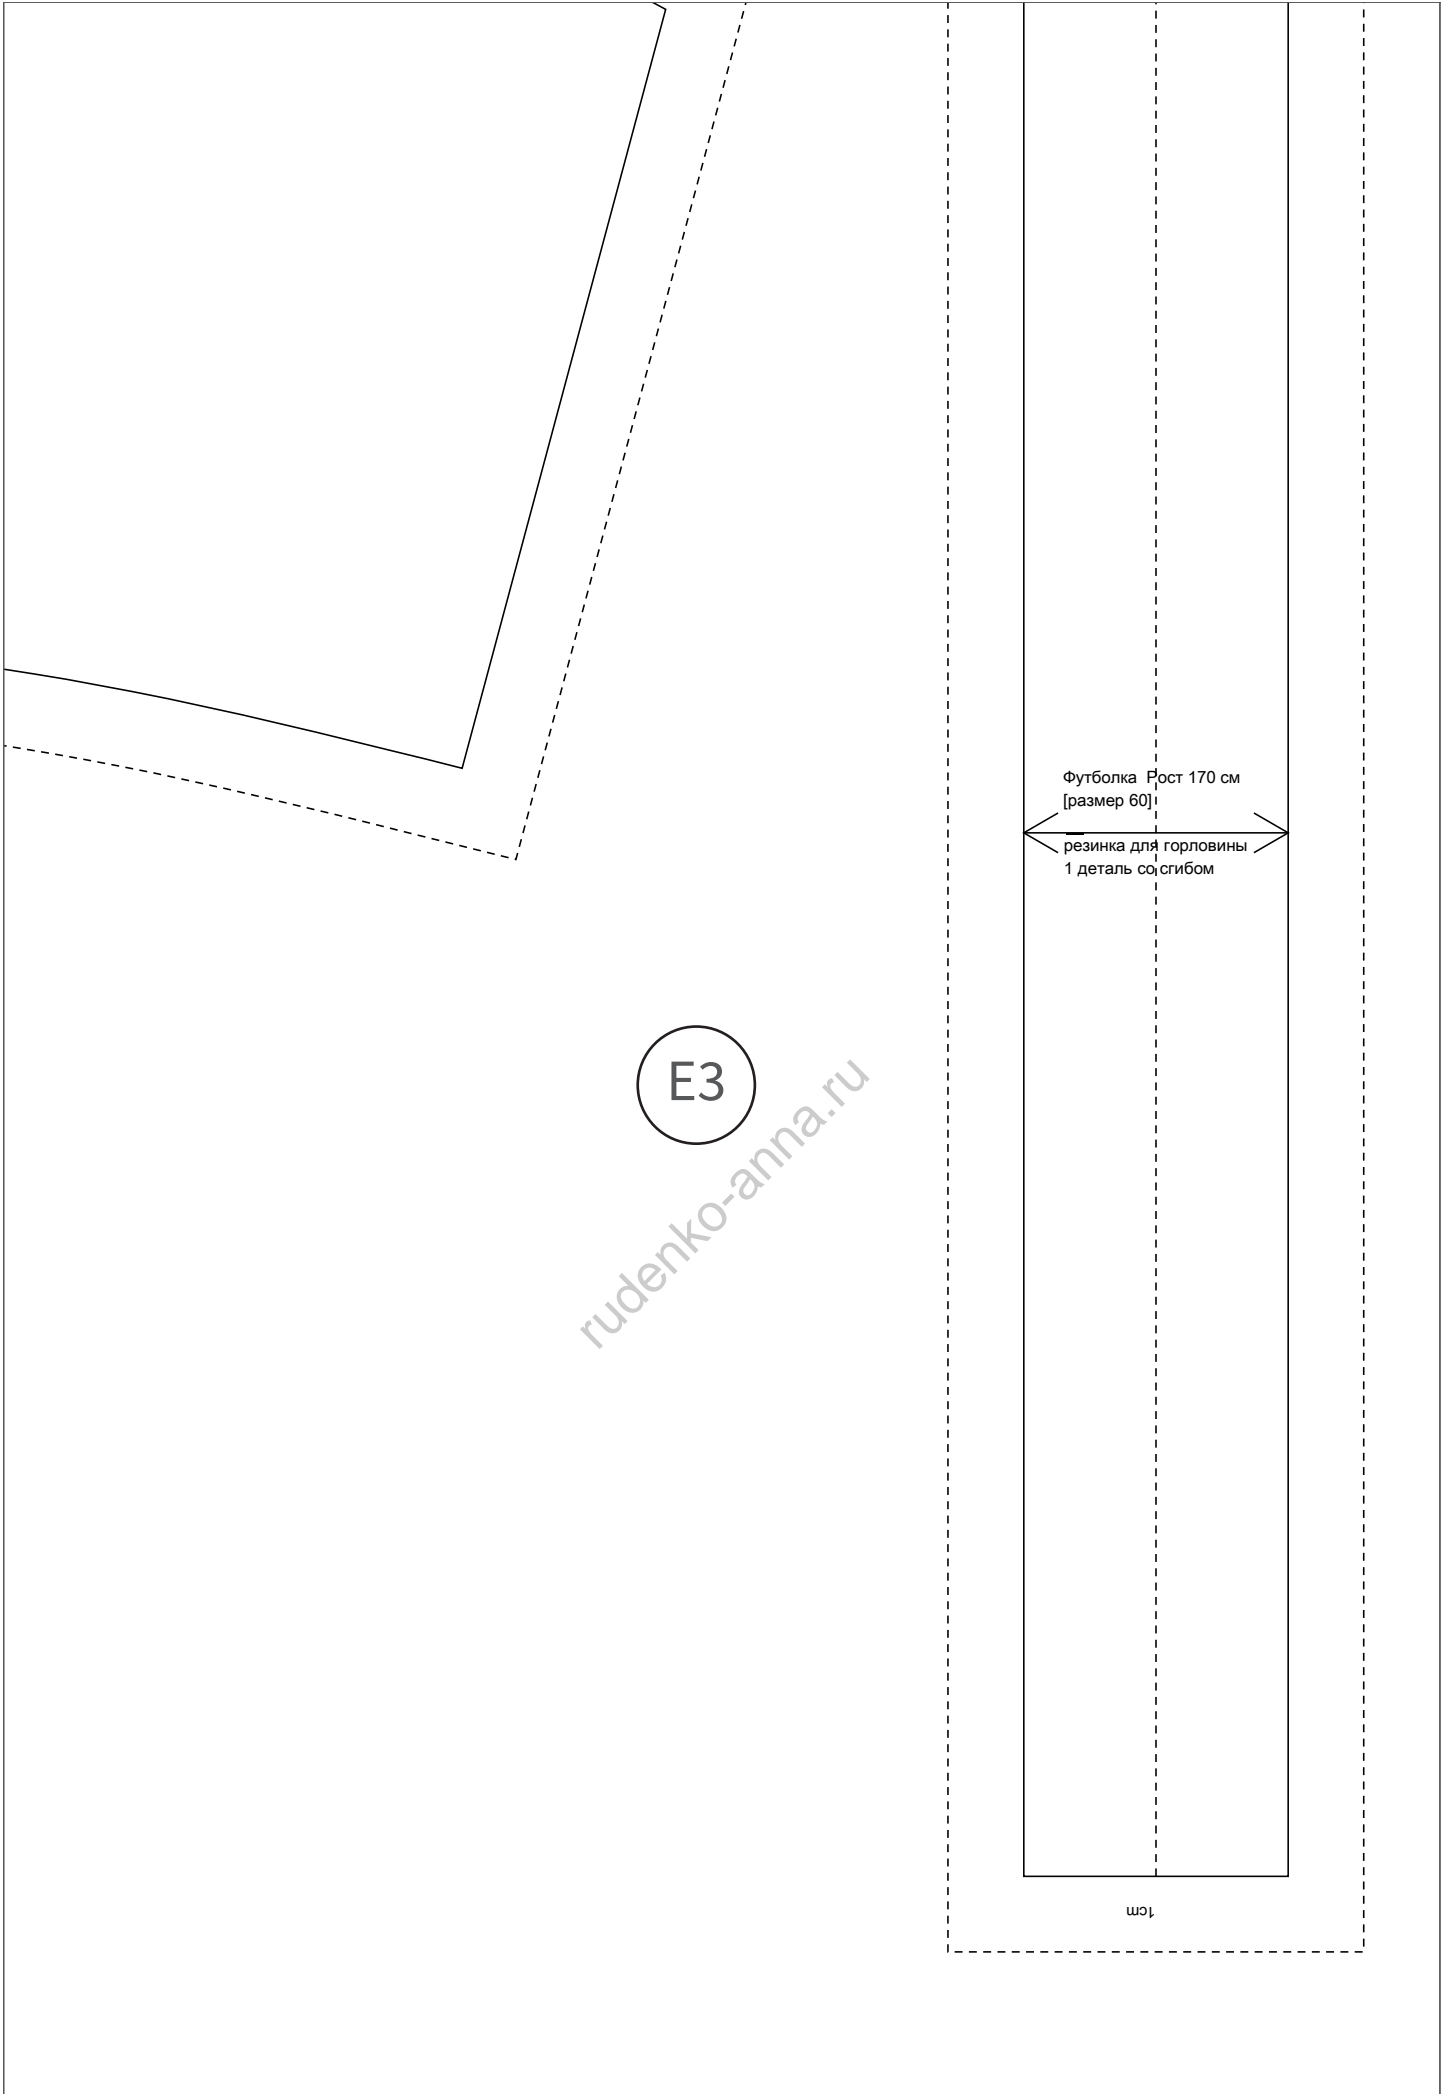 Футболка Рост 170 см
[размер 60]
резинка для горловины
1 деталь со сгибом
E3
rudenko-anna.ru
1cm